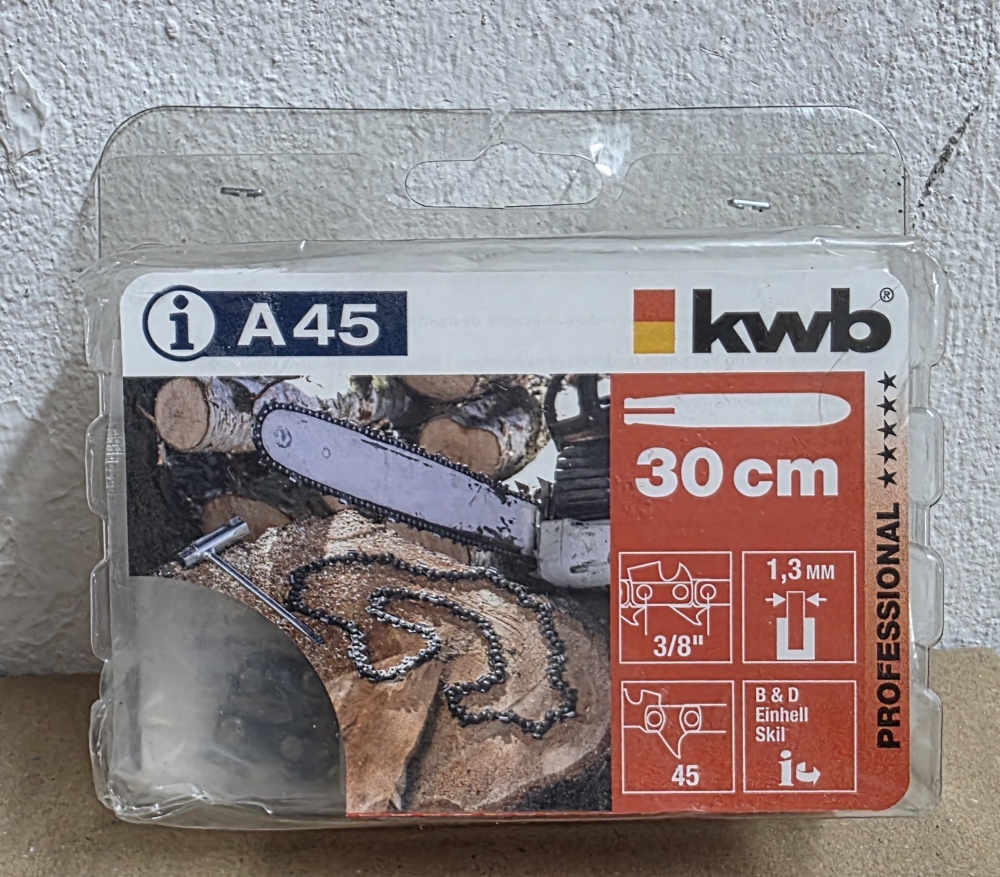 i A45
kwb®
30 cm
PROFESSIONAL ★★★★★
3/8"
1,3 MM
45
B & D
Einhell
Skil
i